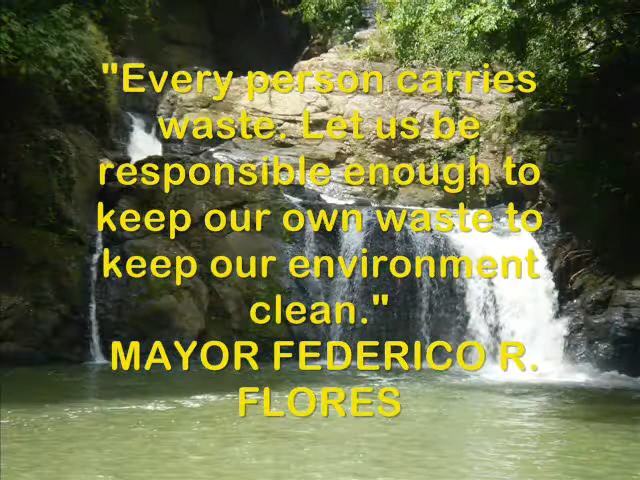 "Every person carries
waste. Let us be
responsible enough to
keep our own waste to
keep our environment
clean."
MAYOR FEDERICO R.
FLORES